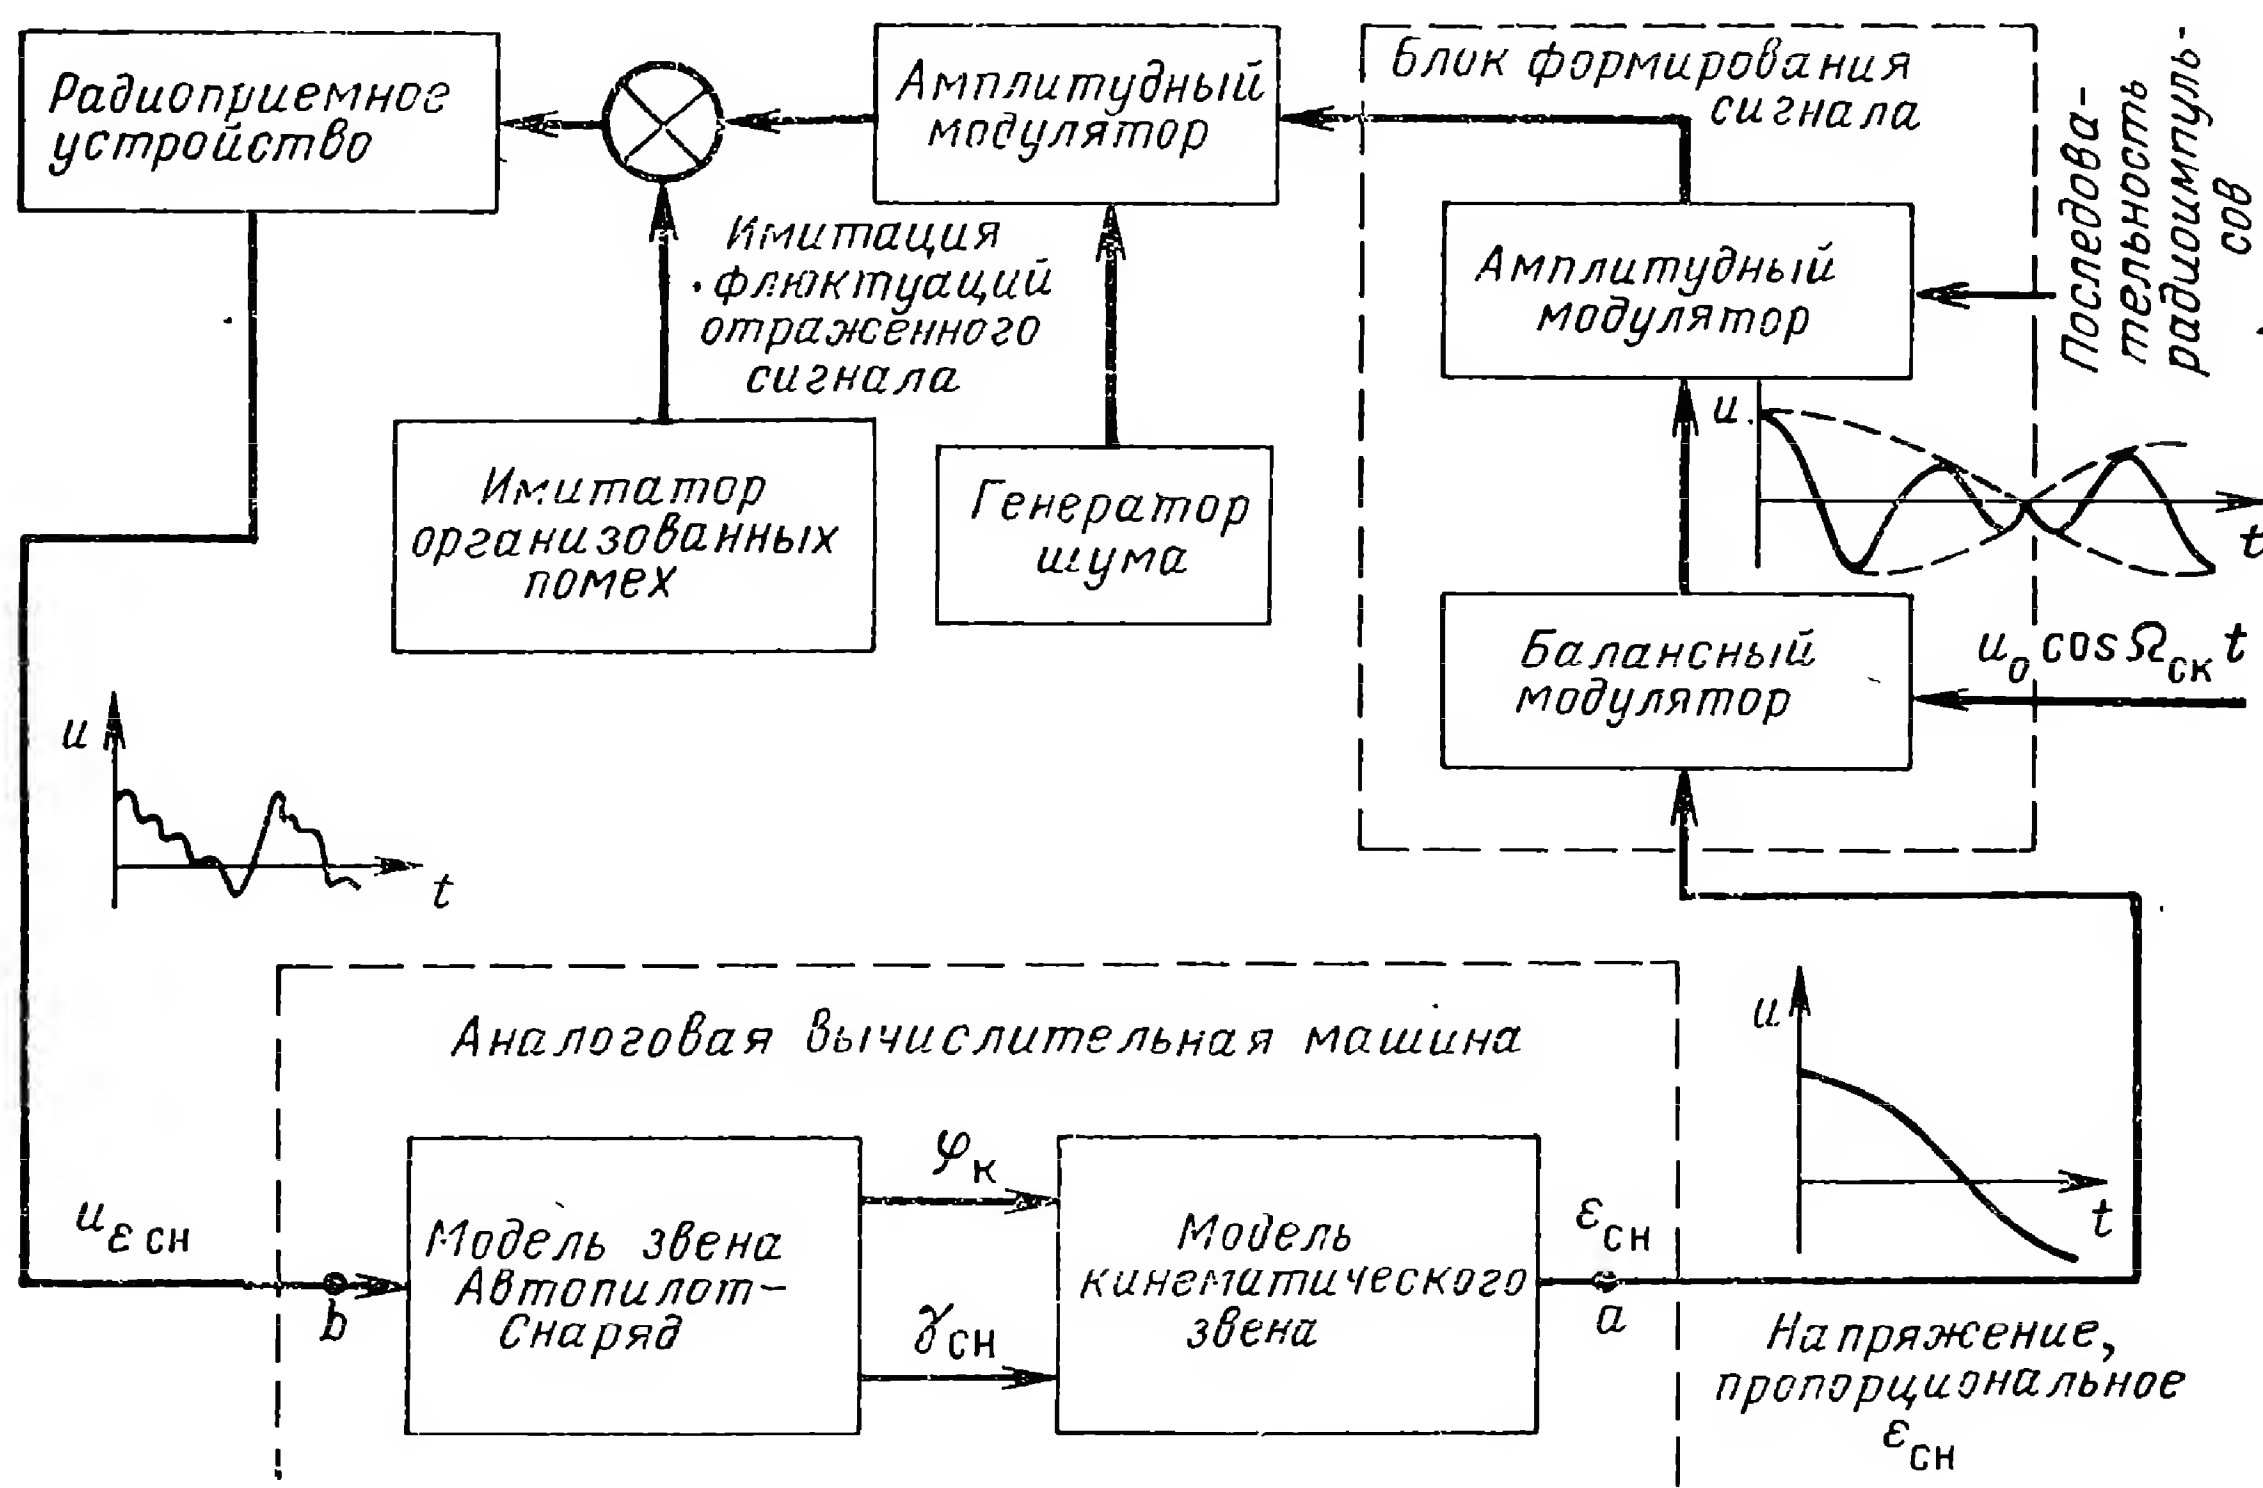 Радиоприемное
устройство
Амплитудный
модулятор
Блок формирования
сигнала
Последова-
тельность
радиоимпуль-
сов
Имитация
флюктуаций
отраженного
сигнала
Амплитудный
модулятор
u
t
Имитатор
организованных
помех
Генератор
шума
Балансный
модулятор
u₀ cos Ωск t
u
t
Аналоговая вычислительная машина
u
t
φк
uε сн
b
Модель звена
Автопилот–
Снаряд
γсн
Модель
кинематического
звена
εсн
a
Напряжение,
пропорциональное
εсн